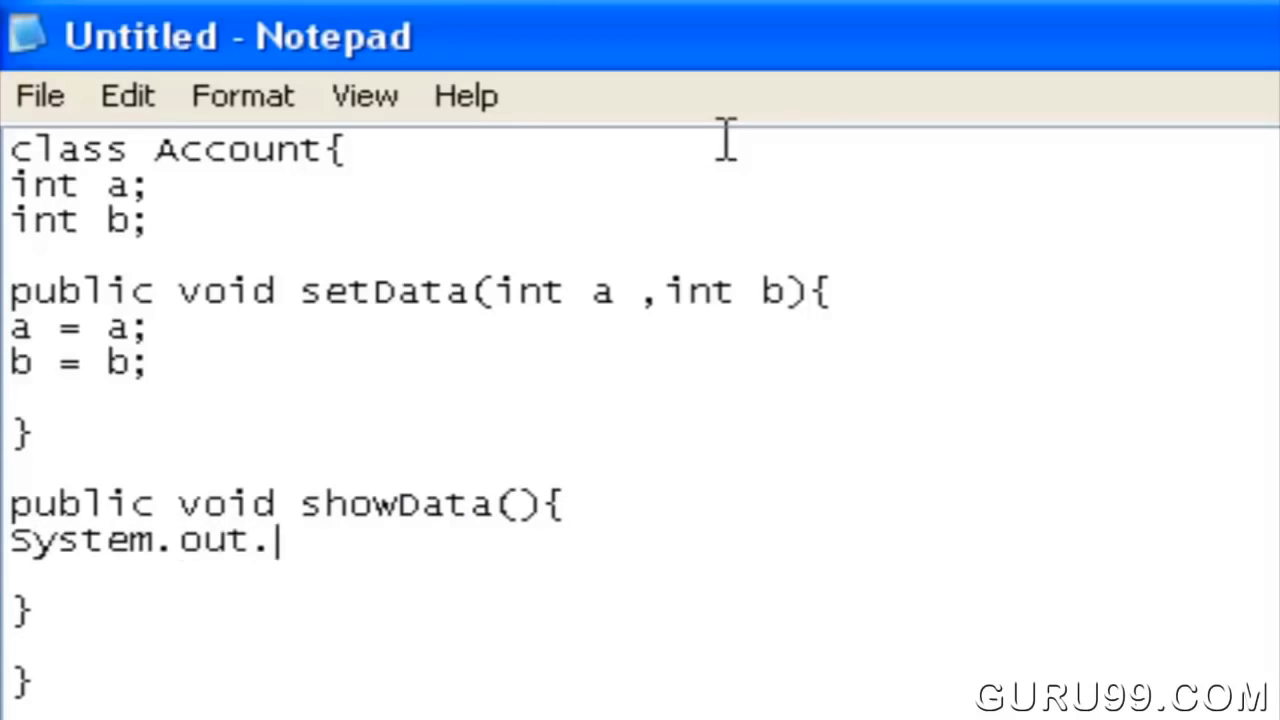 Untitled - Notepad
File Edit Format View Help
class Account{
int a;
int b;
public void setData(int a ,int b){
a = a;
b = b;
}
public void showData(){
System.out.
}
}
GURU99.COM